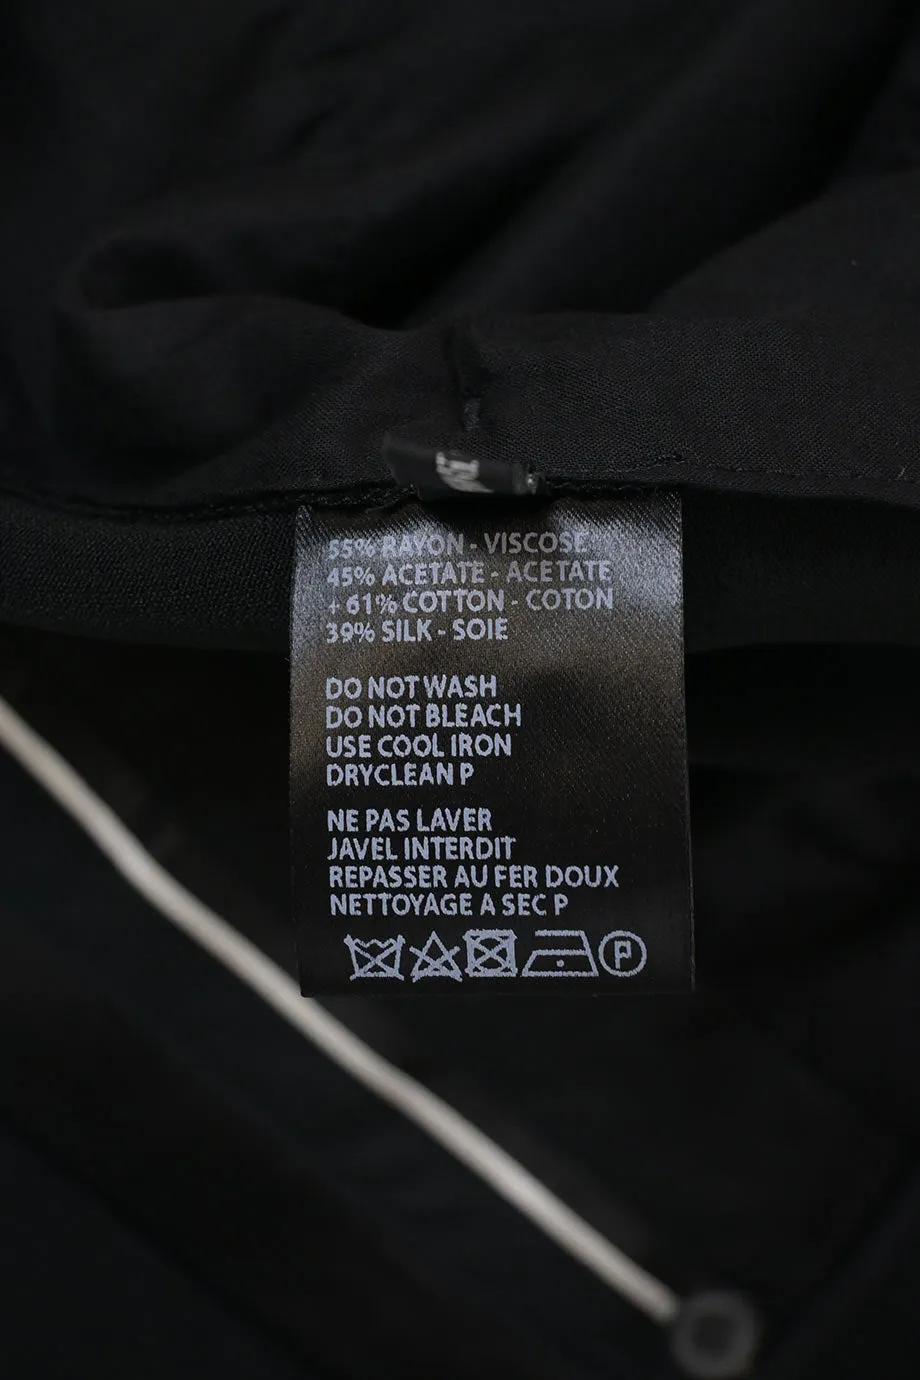 55% RAYON - VISCOSE
45% ACETATE - ACETATE
+ 61% COTTON - COTON
39% SILK - SOIE
DO NOT WASH
DO NOT BLEACH
USE COOL IRON
DRYCLEAN P
NE PAS LAVER
JAVEL INTERDIT
REPASSER AU FER DOUX
NETTOYAGE A SEC P
P